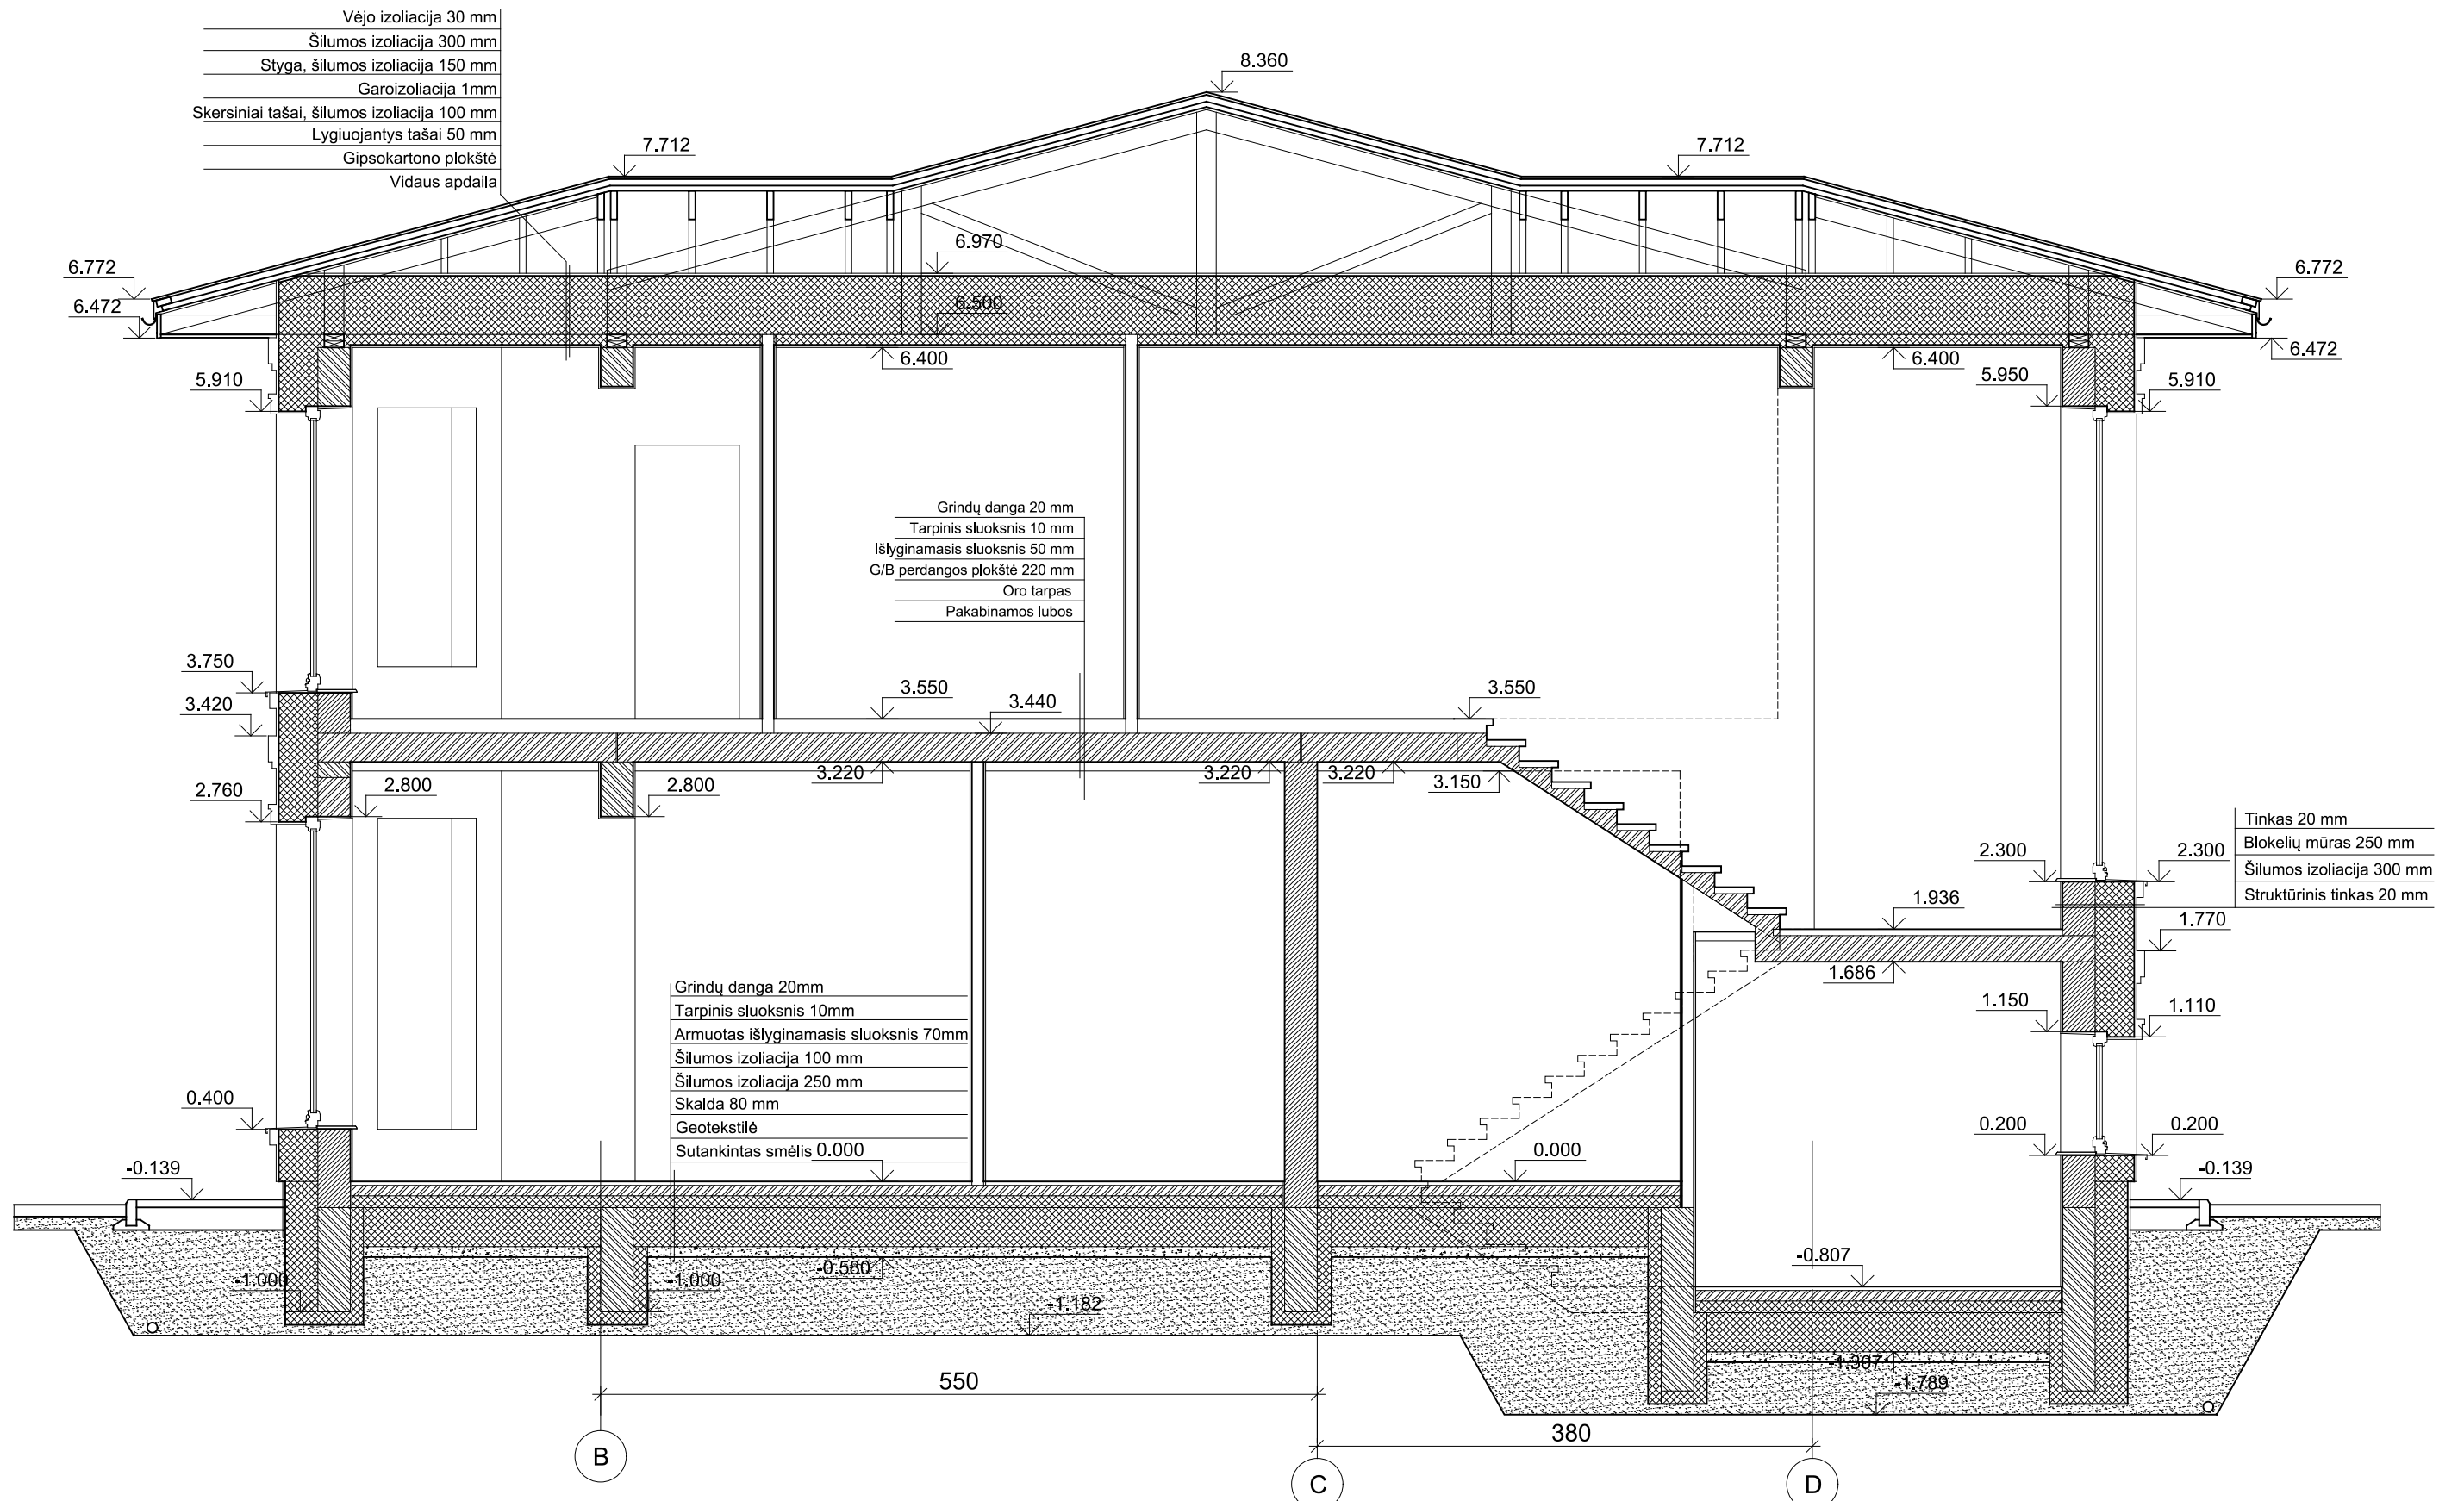 Vėjo izoliacija 30 mm
Šilumos izoliacija 300 mm
Styga, šilumos izoliacija 150 mm
Garoizoliacija 1mm
Skersiniai tašai, šilumos izoliacija 100 mm
Lygiuojantys tašai 50 mm
Gipsokartono plokštė
Vidaus apdaila
8.360
7.712
7.712
6.970
6.772
6.772
6.472
6.500
6.472
6.400
6.400
5.910
5.950
5.910
Grindų danga 20 mm
Tarpinis sluoksnis 10 mm
Išlyginamasis sluoksnis 50 mm
G/B perdangos plokštė 220 mm
Oro tarpas
Pakabinamos lubos
3.750
3.420
3.550
3.440
3.550
3.220
3.220
3.220
3.150
2.760
2.800
2.800
Tinkas 20 mm
Blokelių mūras 250 mm
Šilumos izoliacija 300 mm
Struktūrinis tinkas 20 mm
2.300
2.300
1.936
1.770
1.686
1.150
1.110
Grindų danga 20mm
Tarpinis sluoksnis 10mm
Armuotas išlyginamasis sluoksnis 70mm
Šilumos izoliacija 100 mm
Šilumos izoliacija 250 mm
Skalda 80 mm
Geotekstilė
Sutankintas smėlis 0.000
0.400
0.000
0.200
0.200
-0.139
-0.139
-1.000
-1.000
-0.580
-0.807
-1.182
-1.307
-1.789
550
380
B
C
D